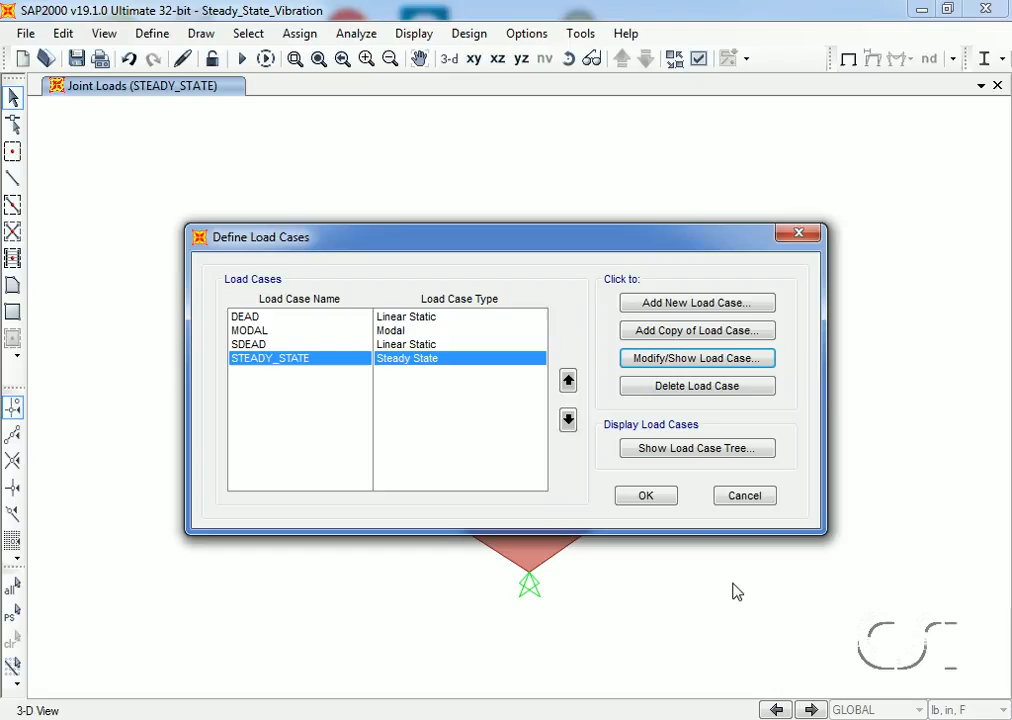 SAP2000 v19.1.0 Ultimate 32-bit - Steady_State_Vibration
File Edit View Define Draw Select Assign Analyze Display Design Options Tools Help
3-d xy xz yz nv nd
Joint Loads (STEADY_STATE)
Define Load Cases
Load Cases
Load Case Name Load Case Type
DEAD Linear Static
MODAL Modal
SDEAD Linear Static
STEADY_STATE Steady State
Click to:
Add New Load Case...
Add Copy of Load Case...
Modify/Show Load Case...
Delete Load Case
Display Load Cases
Show Load Case Tree...
OK Cancel
all
PS
clr
3-D View
GLOBAL
lb, in, F